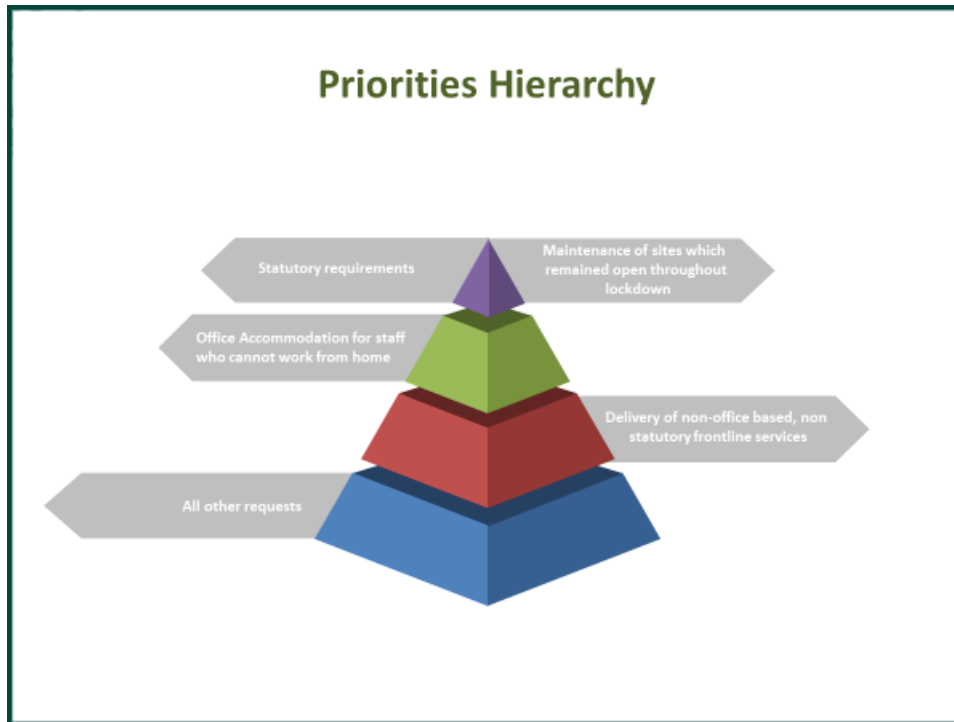 Priorities Hierarchy
Statutory requirements
Maintenance of sites which
remained open throughout
lockdown
Office Accommodation for staff
who cannot work from home
Delivery of non-office based, non
statutory frontline services
All other requests